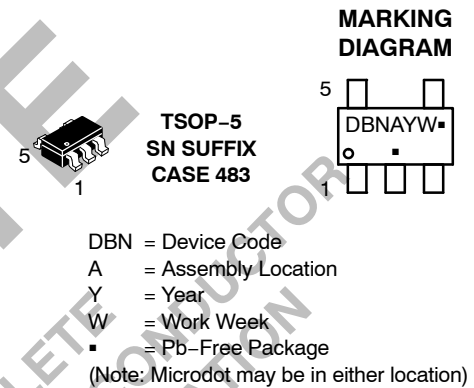 MARKING
DIAGRAM
5
1
TSOP−5
SN SUFFIX
CASE 483
5
DBNAYW▪
▪
1
DBN = Device Code
A = Assembly Location
Y = Year
W = Work Week
▪ = Pb−Free Package
(Note: Microdot may be in either location)